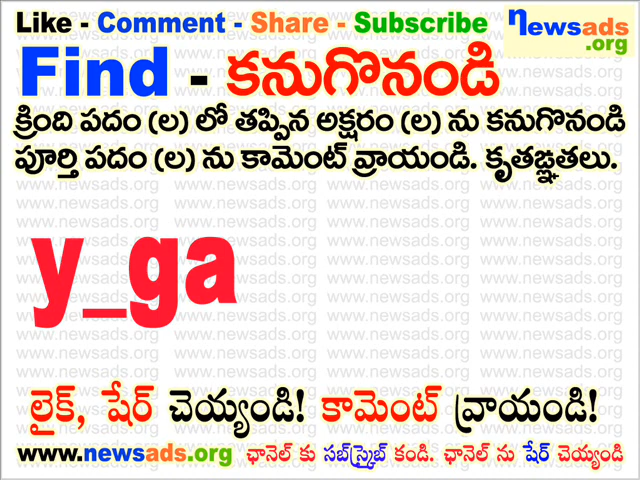 Like - Comment - Share - Subscribe
newsads
.org
Find - కనుగొనండి
క్రింది పదం (ల) లో తప్పిన అక్షరం (ల) ను కనుగొనండి
పూర్తి పదం (ల) ను కామెంట్ వ్రాయండి. కృతఙ్ఞతలు.
y_ga
లైక్, షేర్ చెయ్యండి! కామెంట్ వ్రాయండి!
www.newsads.org ఛానెల్ కు సబ్‌స్క్రైబ్ కండి. ఛానెల్ ను షేర్ చెయ్యండి